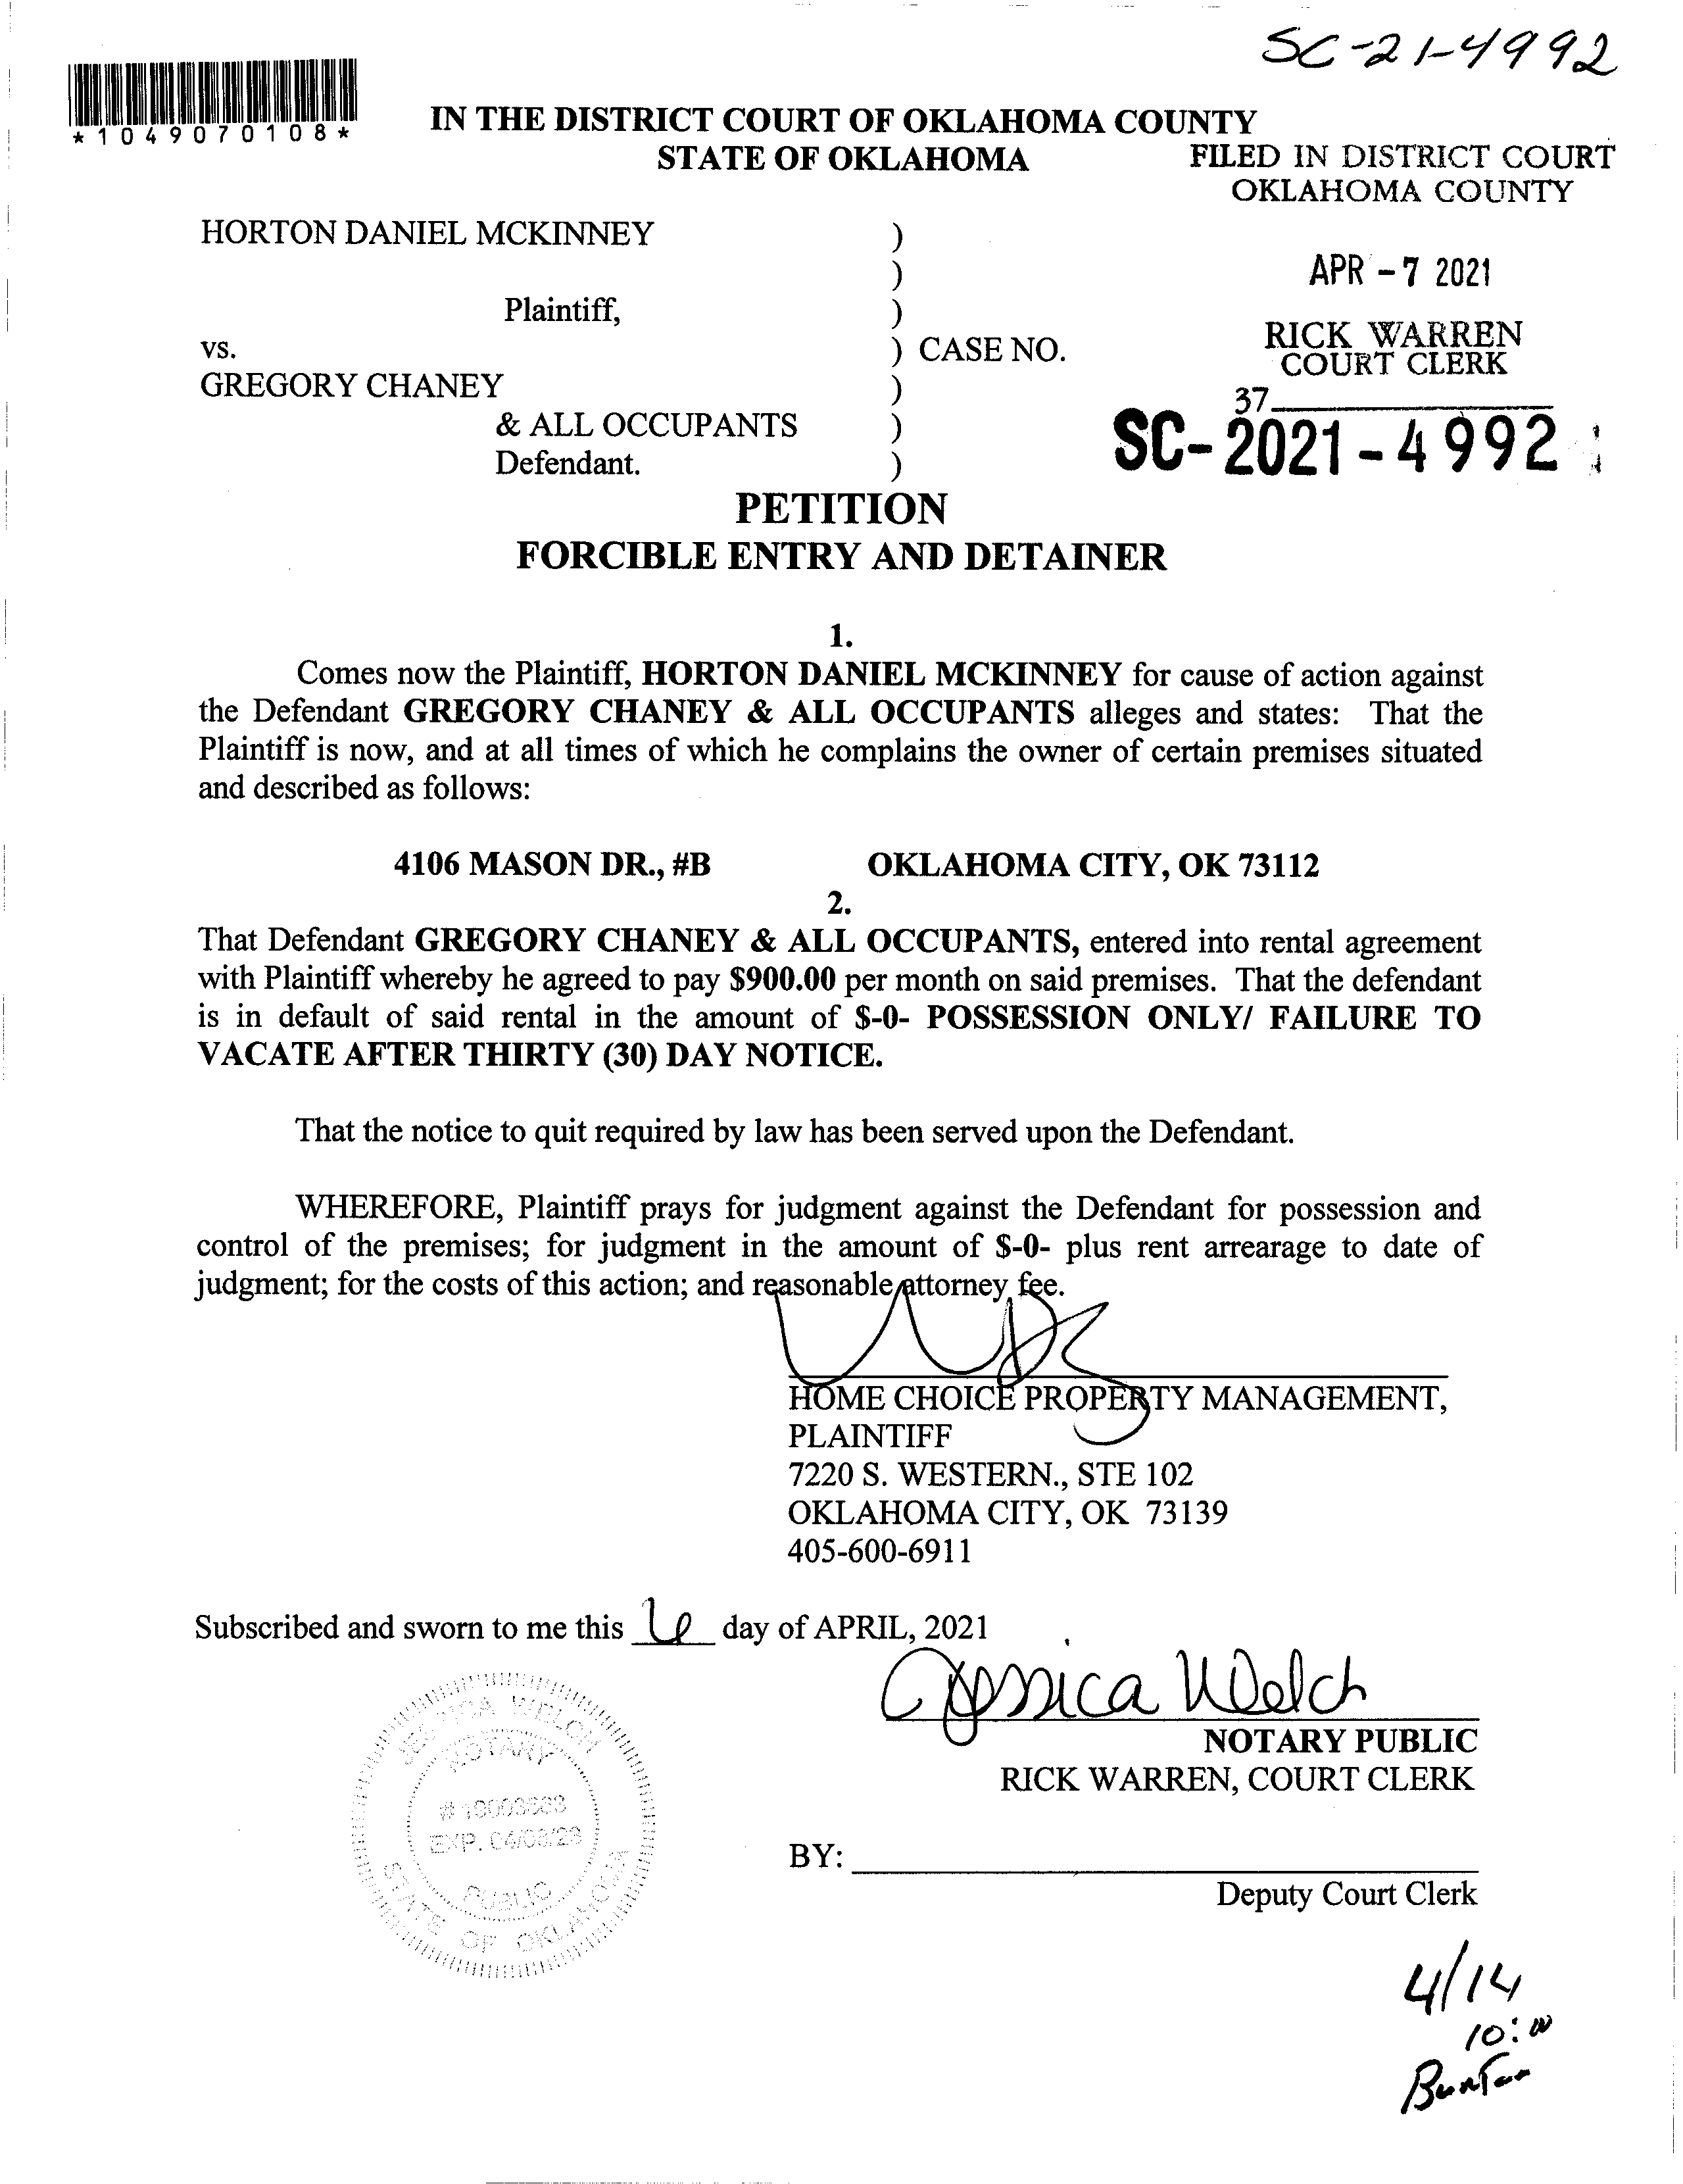 SC-21-4992
*1049070108*
IN THE DISTRICT COURT OF OKLAHOMA COUNTY
STATE OF OKLAHOMA
FILED IN DISTRICT COURT
OKLAHOMA COUNTY
HORTON DANIEL MCKINNEY )
)
APR - 7 2021
Plaintiff, )
vs. ) CASE NO.
RICK WARREN
COURT CLERK
GREGORY CHANEY )
37
& ALL OCCUPANTS )
SC-2021-4992
Defendant. )
PETITION
FORCIBLE ENTRY AND DETAINER
1.
Comes now the Plaintiff, HORTON DANIEL MCKINNEY for cause of action against
the Defendant GREGORY CHANEY & ALL OCCUPANTS alleges and states: That the
Plaintiff is now, and at all times of which he complains the owner of certain premises situated
and described as follows:
4106 MASON DR., #B OKLAHOMA CITY, OK 73112
2.
That Defendant GREGORY CHANEY & ALL OCCUPANTS, entered into rental agreement
with Plaintiff whereby he agreed to pay $900.00 per month on said premises. That the defendant
is in default of said rental in the amount of $-0- POSSESSION ONLY/ FAILURE TO
VACATE AFTER THIRTY (30) DAY NOTICE.
That the notice to quit required by law has been served upon the Defendant.
WHEREFORE, Plaintiff prays for judgment against the Defendant for possession and
control of the premises; for judgment in the amount of $-0- plus rent arrearage to date of
judgment; for the costs of this action; and reasonable attorney fee.
HOME CHOICE PROPERTY MANAGEMENT,
PLAINTIFF
7220 S. WESTERN., STE 102
OKLAHOMA CITY, OK 73139
405-600-6911
Subscribed and sworn to me this 6 day of APRIL, 2021
Jessica Welch
NOTARY PUBLIC
RICK WARREN, COURT CLERK
JESSICA WELCH
NOTARY
EXP.
PUBLIC
STATE OF OKLAHOMA
BY:
Deputy Court Clerk
4/14
10:00